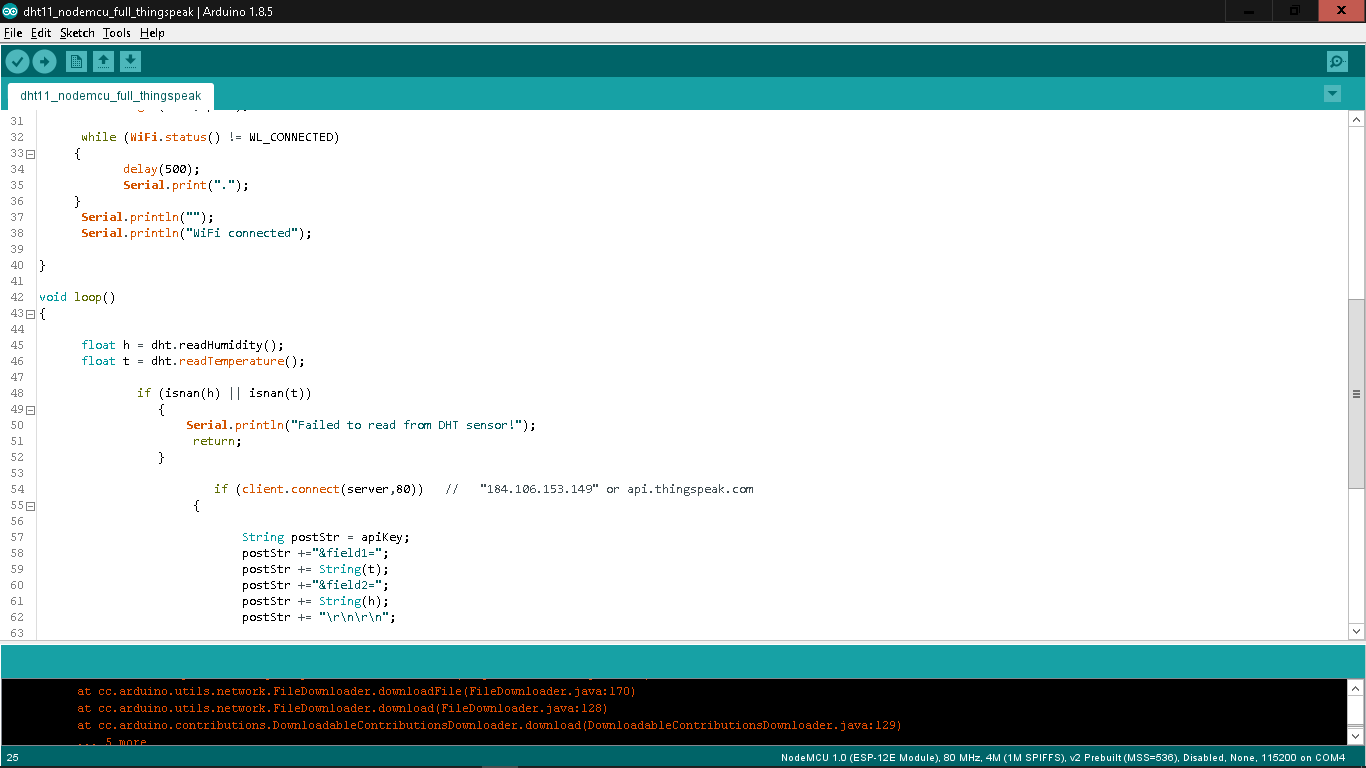 dht11_nodemcu_full_thingspeak | Arduino 1.8.5
File Edit Sketch Tools Help
dht11_nodemcu_full_thingspeak
31
32 while (WiFi.status() != WL_CONNECTED)
33 {
34 delay(500);
35 Serial.print(".");
36 }
37 Serial.println("");
38 Serial.println("WiFi connected");
39
40 }
41
42 void loop()
43 {
44
45 float h = dht.readHumidity();
46 float t = dht.readTemperature();
47
48 if (isnan(h) || isnan(t))
49 {
50 Serial.println("Failed to read from DHT sensor!");
51 return;
52 }
53
54 if (client.connect(server,80)) // "184.106.153.149" or api.thingspeak.com
55 {
56
57 String postStr = apiKey;
58 postStr +="&field1=";
59 postStr += String(t);
60 postStr +="&field2=";
61 postStr += String(h);
62 postStr += "\r\n\r\n";
63
at cc.arduino.utils.network.FileDownloader.downloadFile(FileDownloader.java:170)
at cc.arduino.utils.network.FileDownloader.download(FileDownloader.java:128)
at cc.arduino.contributions.DownloadableContributionsDownloader.download(DownloadableContributionsDownloader.java:129)
... 5 more
25 NodeMCU 1.0 (ESP-12E Module), 80 MHz, 4M (1M SPIFFS), v2 Prebuilt (MSS=536), Disabled, None, 115200 on COM4